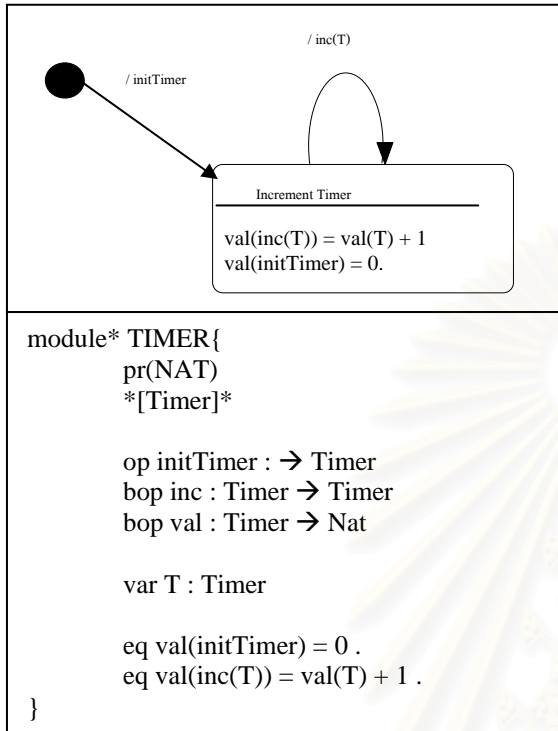 / inc(T)
/ initTimer
Increment Timer
val(inc(T)) = val(T) + 1
val(initTimer) = 0.
module* TIMER{
pr(NAT)
*[Timer]*
op initTimer : → Timer
bop inc : Timer → Timer
bop val : Timer → Nat
var T : Timer
eq val(initTimer) = 0 .
eq val(inc(T)) = val(T) + 1 .
}